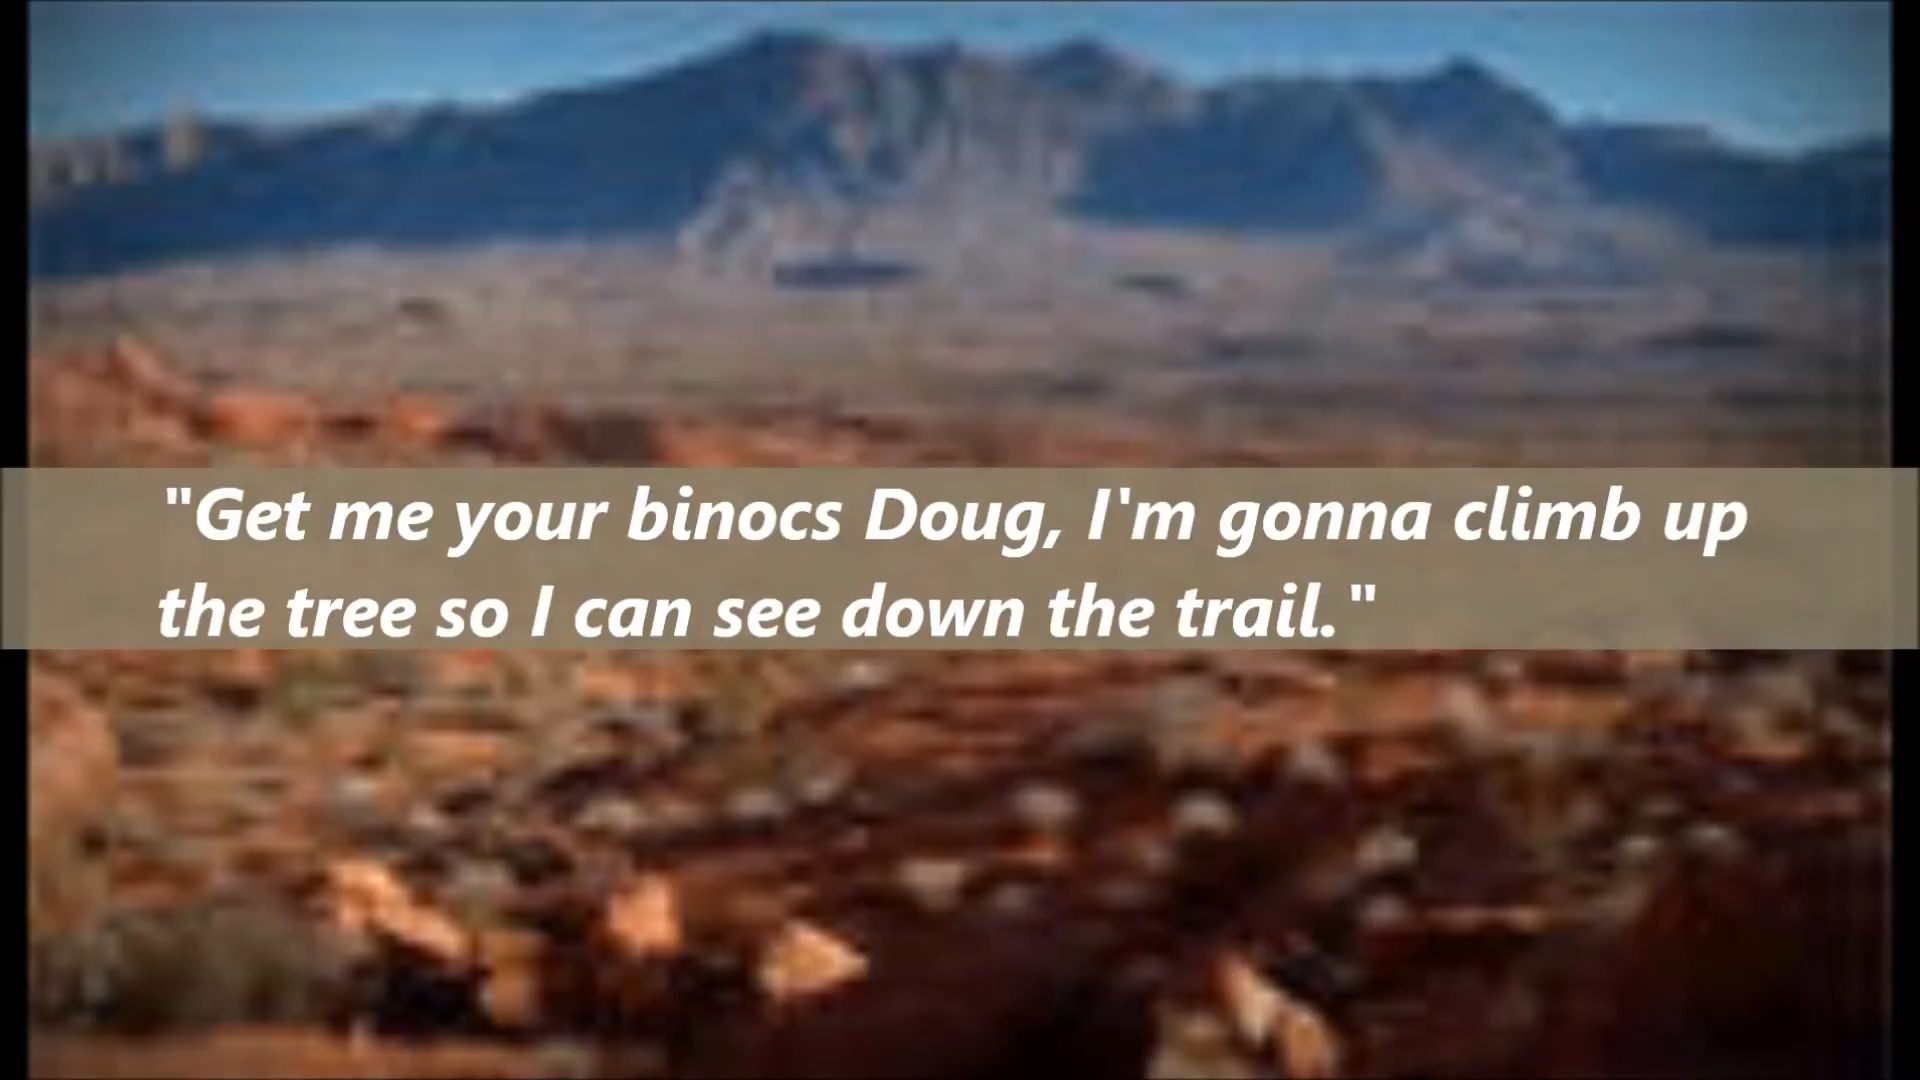 "Get me your binocs Doug, I'm gonna climb up
the tree so I can see down the trail."